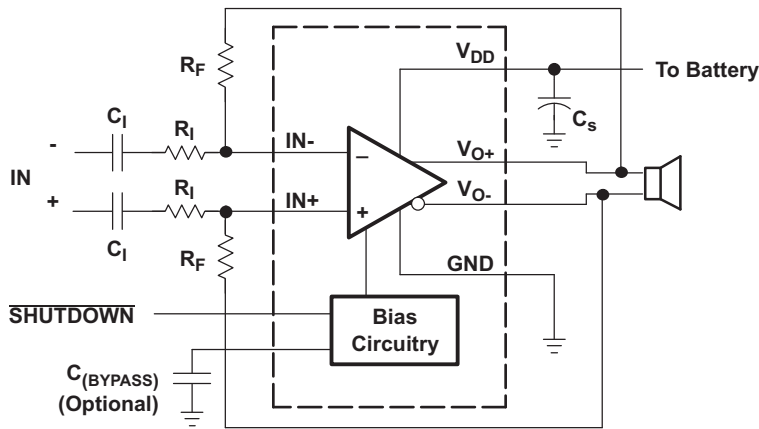 R_F
V_DD
To Battery
C_I
R_I
C_s
-
IN-
−
V_O+
IN
R_I
V_O-
+
IN+
+
C_I
R_F
GND
SHUTDOWN
Bias
Circuitry
C_(BYPASS)
(Optional)